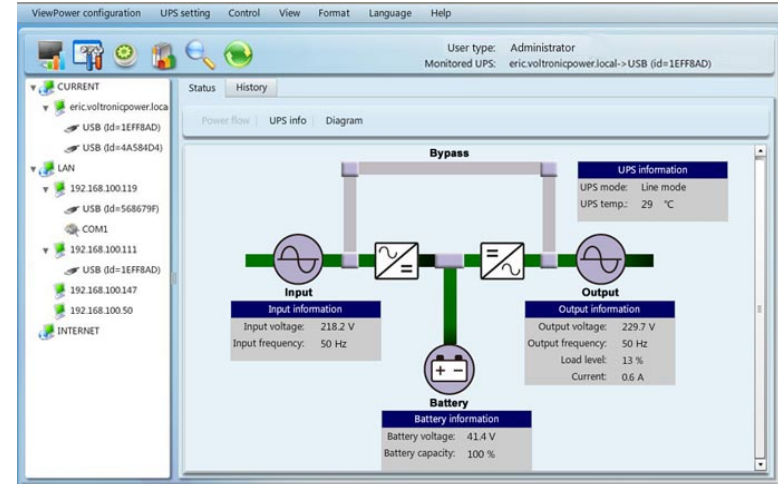 ViewPower configuration UPS setting Control View Format Language Help
User type: Administrator
Monitored UPS: eric.voltronicpower.local->USB (id=1EFF8AD)
CURRENT
eric.voltronicpower.loca
USB (Id=1EFF8AD)
USB (Id=4A584D4)
LAN
192.168.100.119
USB (Id=568679F)
COM1
192.168.100.111
USB (Id=1EFF8AD)
192.168.100.147
192.168.100.50
INTERNET
Status History
Power flow UPS info Diagram
Bypass
UPS information
UPS mode: Line mode
UPS temp.: 29 °C
Input
Input information
Input voltage: 218.2 V
Input frequency: 50 Hz
Output
Output information
Output voltage: 229.7 V
Output frequency: 50 Hz
Load level: 13 %
Current: 0.6 A
Battery
Battery information
Battery voltage: 41.4 V
Battery capacity: 100 %